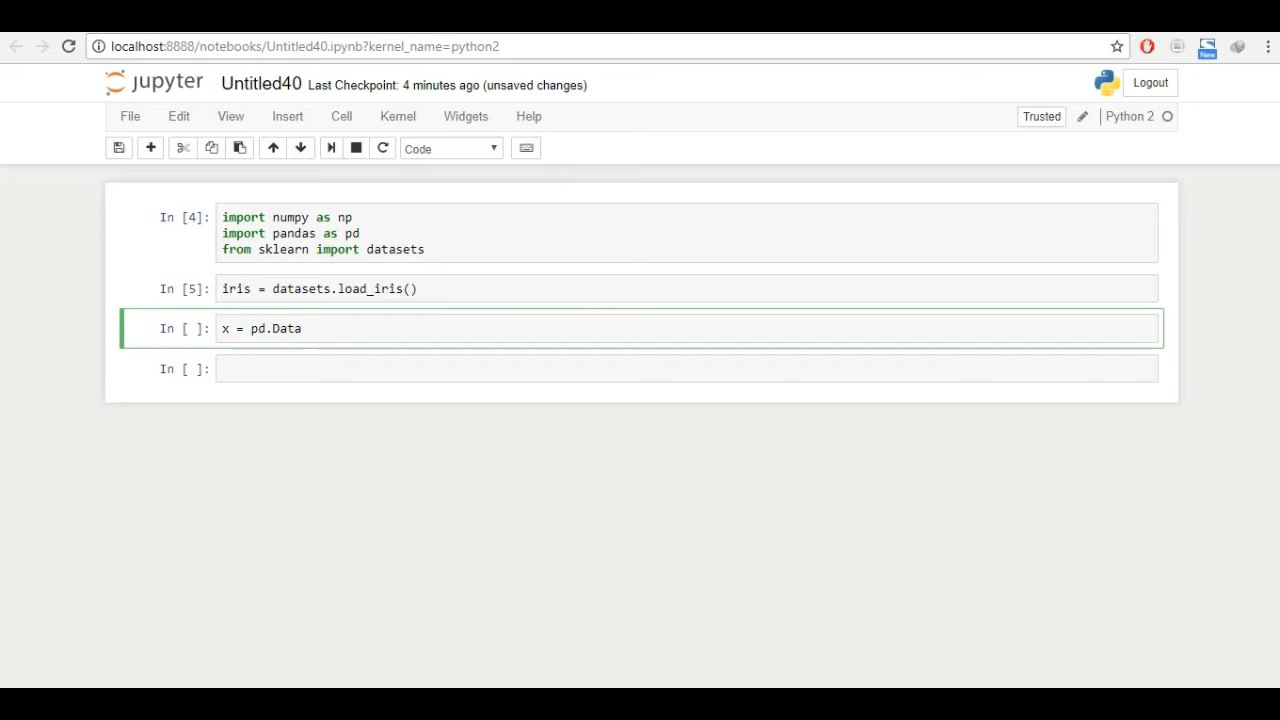 localhost:8888/notebooks/Untitled40.ipynb?kernel_name=python2
New
jupyter Untitled40 Last Checkpoint: 4 minutes ago (unsaved changes) Logout
File Edit View Insert Cell Kernel Widgets Help Trusted Python 2
Code
In [4]: import numpy as np
import pandas as pd
from sklearn import datasets
In [5]: iris = datasets.load_iris()
In [ ]: x = pd.Data
In [ ]: